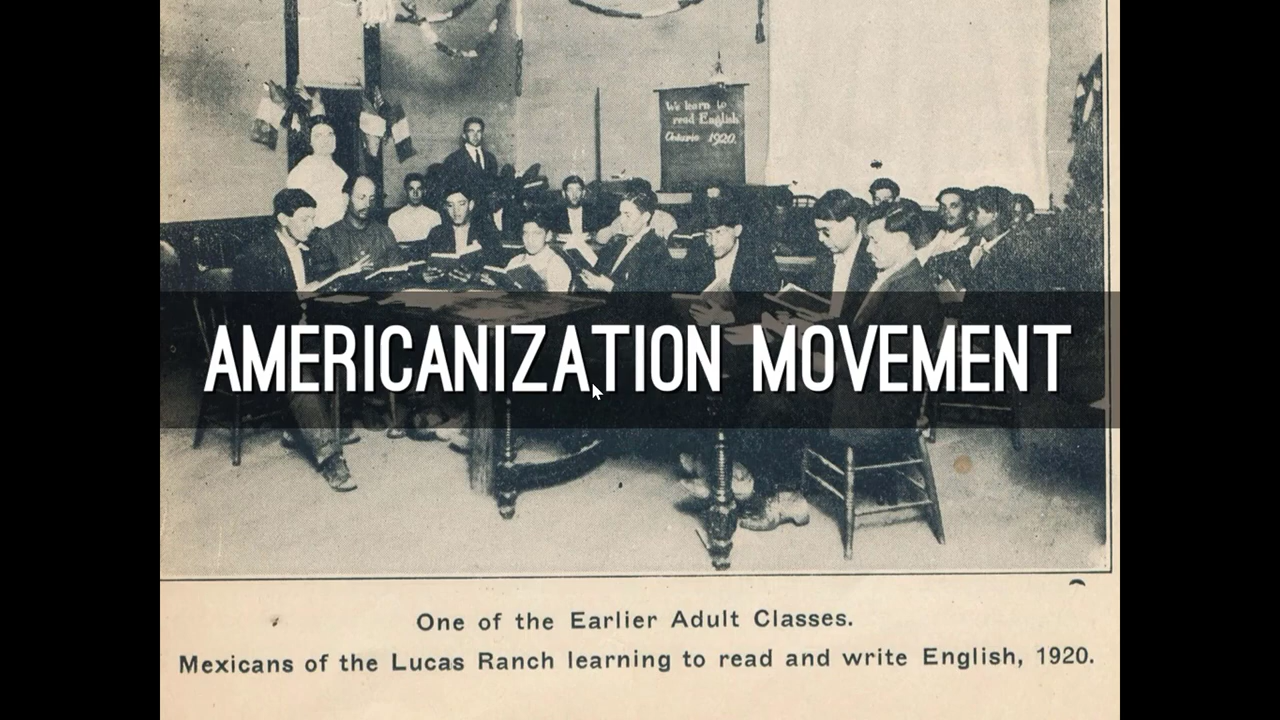 We learn to
read English
Ontario 1920.
AMERICANIZATION MOVEMENT
One of the Earlier Adult Classes.
Mexicans of the Lucas Ranch learning to read and write English, 1920.